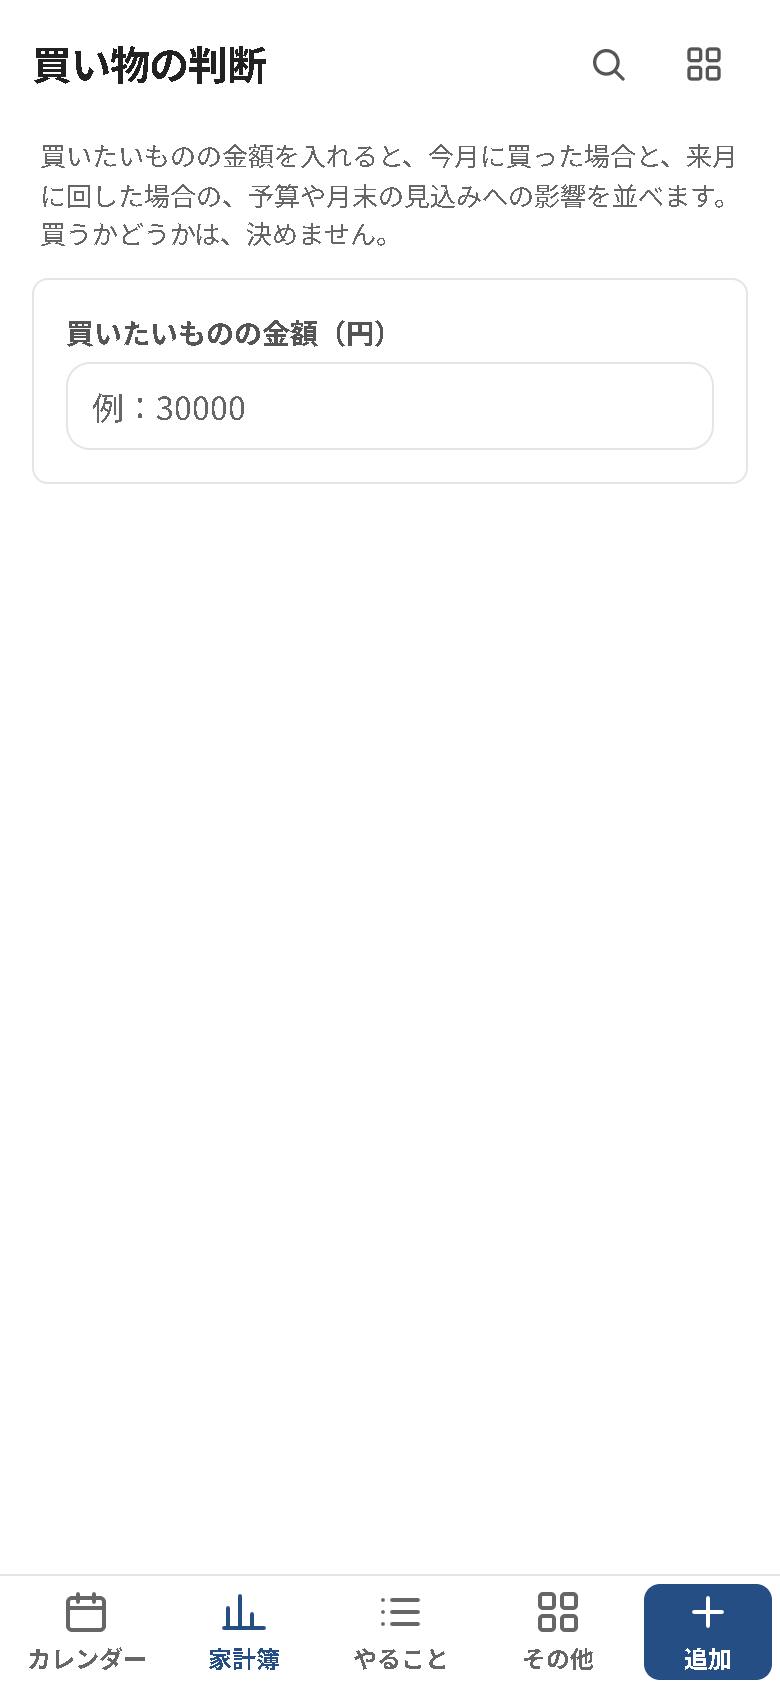 買い物の判断
買いたいものの金額を入れると、今月に買った場合と、来月
に回した場合の、予算や月末の見込みへの影響を並べます。
買うかどうかは、決めません。
買いたいものの金額（円）
例：30000
カレンダー
家計簿
やること
その他
追加